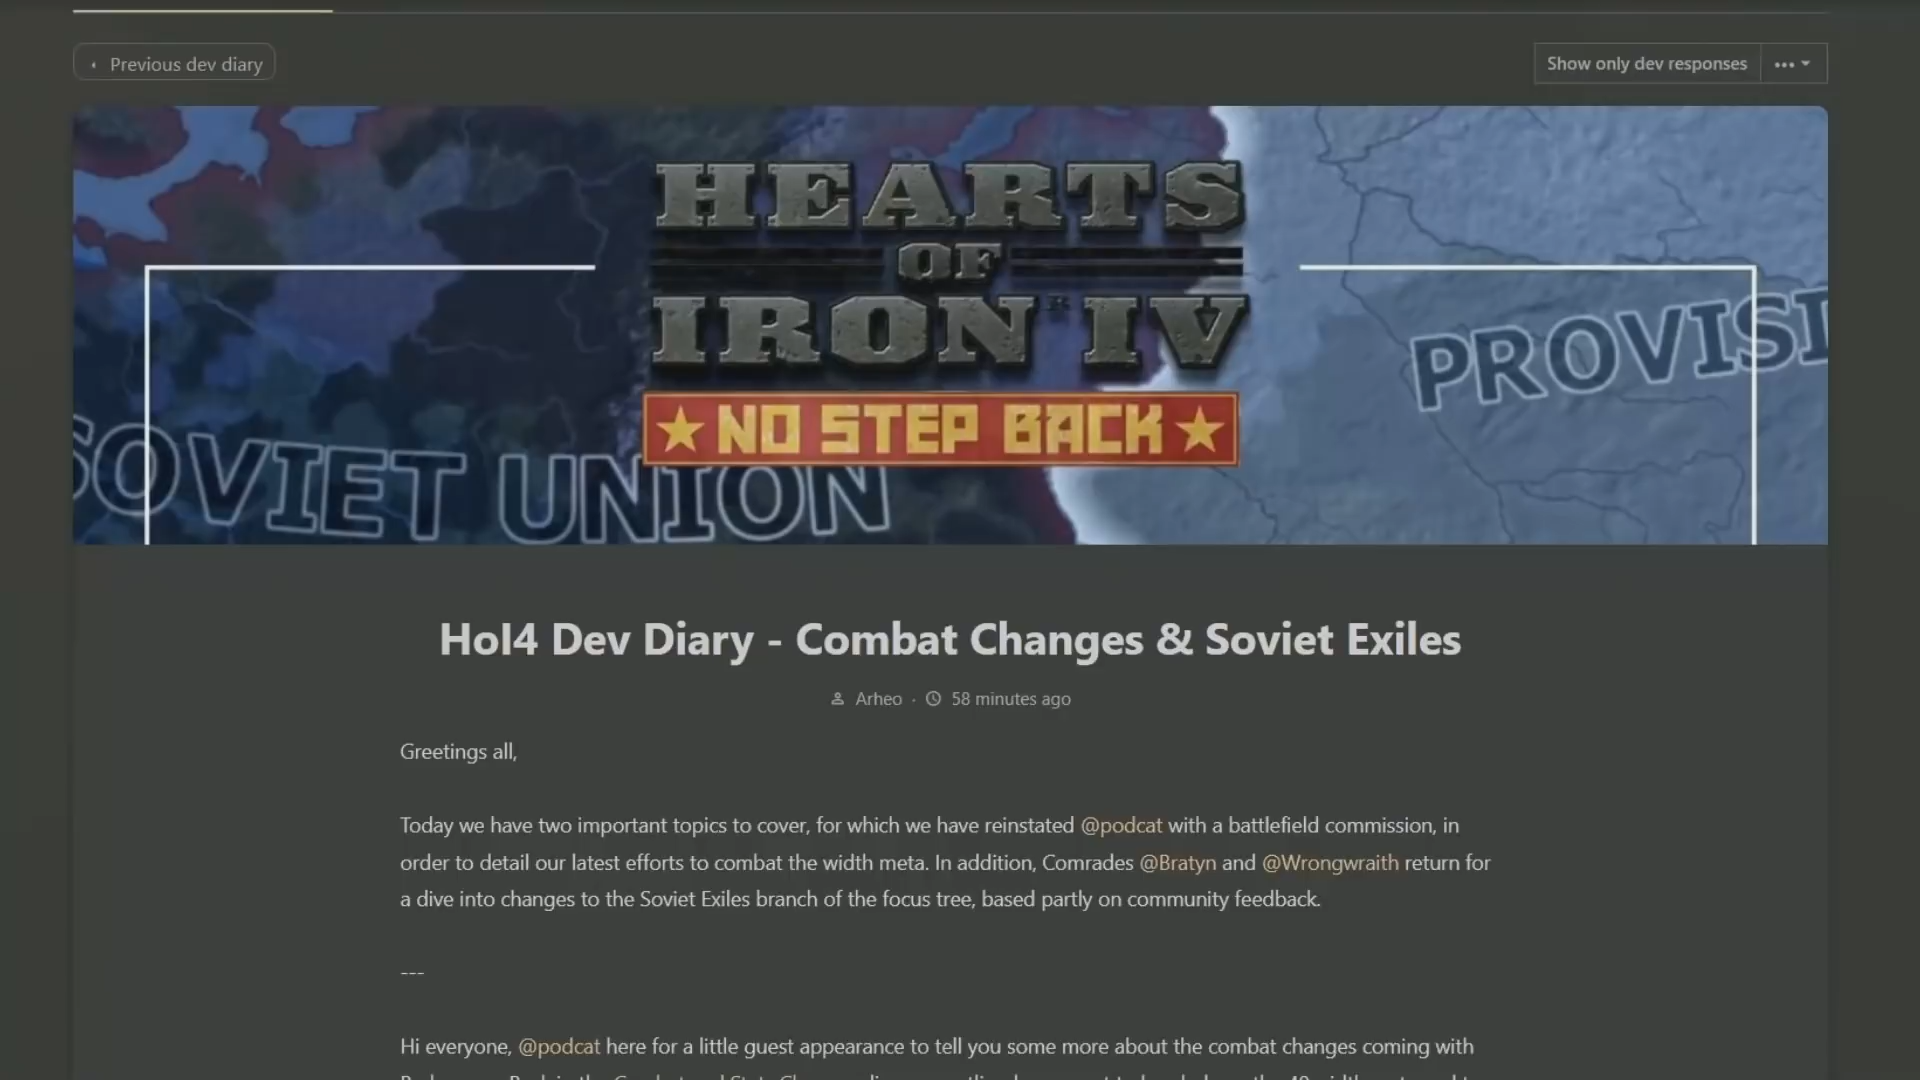 Previous dev diary
Show only dev responses
HEARTS
OF
IRON IV
NO STEP BACK
SOVIET UNION
PROVISI
HoI4 Dev Diary - Combat Changes & Soviet Exiles
Arheo · 58 minutes ago
Greetings all,
Today we have two important topics to cover, for which we have reinstated @podcat with a battlefield commission, in
order to detail our latest efforts to combat the width meta. In addition, Comrades @Bratyn and @Wrongwraith return for
a dive into changes to the Soviet Exiles branch of the focus tree, based partly on community feedback.
---
Hi everyone, @podcat here for a little guest appearance to tell you some more about the combat changes coming with